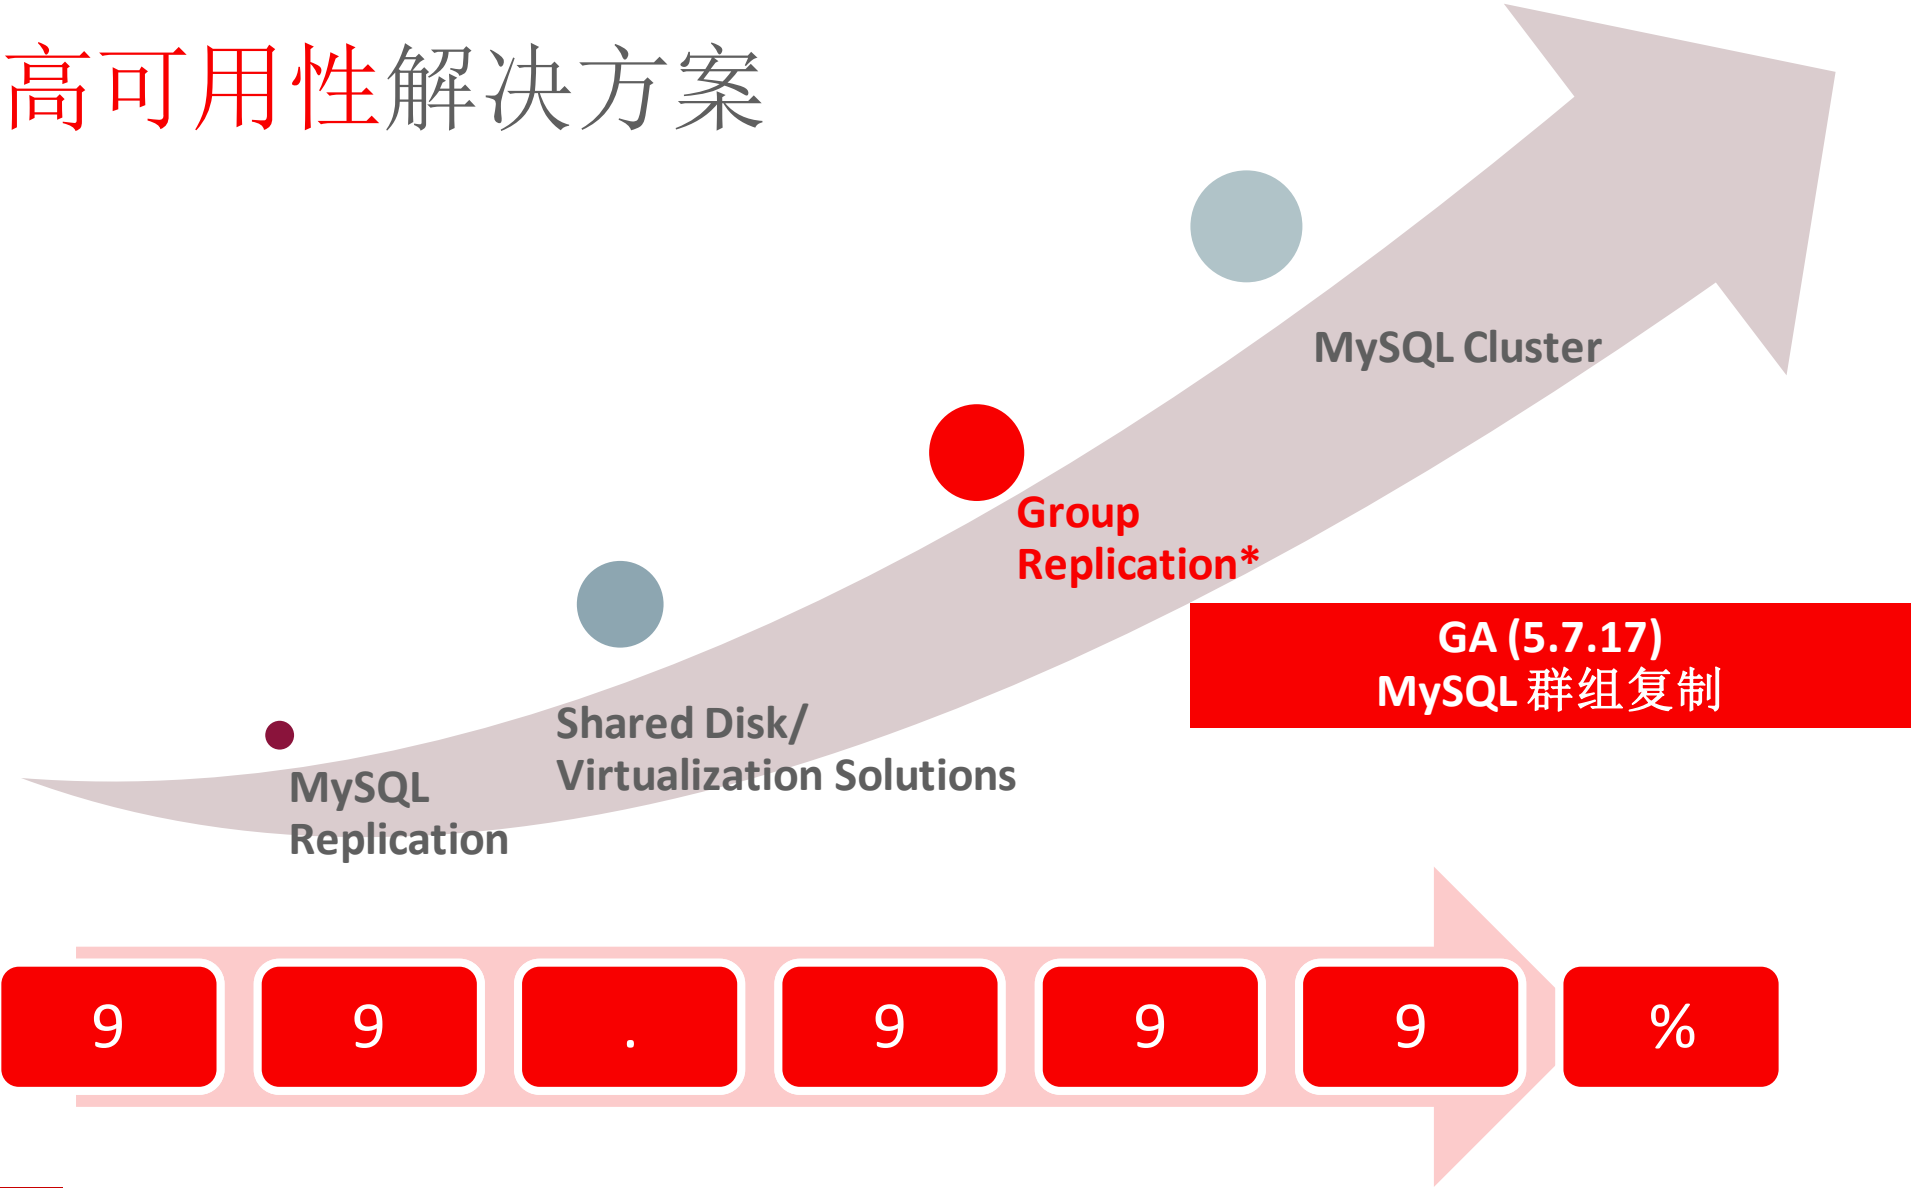 高可用性解决方案
MySQL Cluster
Group
Replication*
GA (5.7.17)
MySQL 群组复制
Shared Disk/
Virtualization Solutions
MySQL
Replication
9 9 . 9 9 9 %